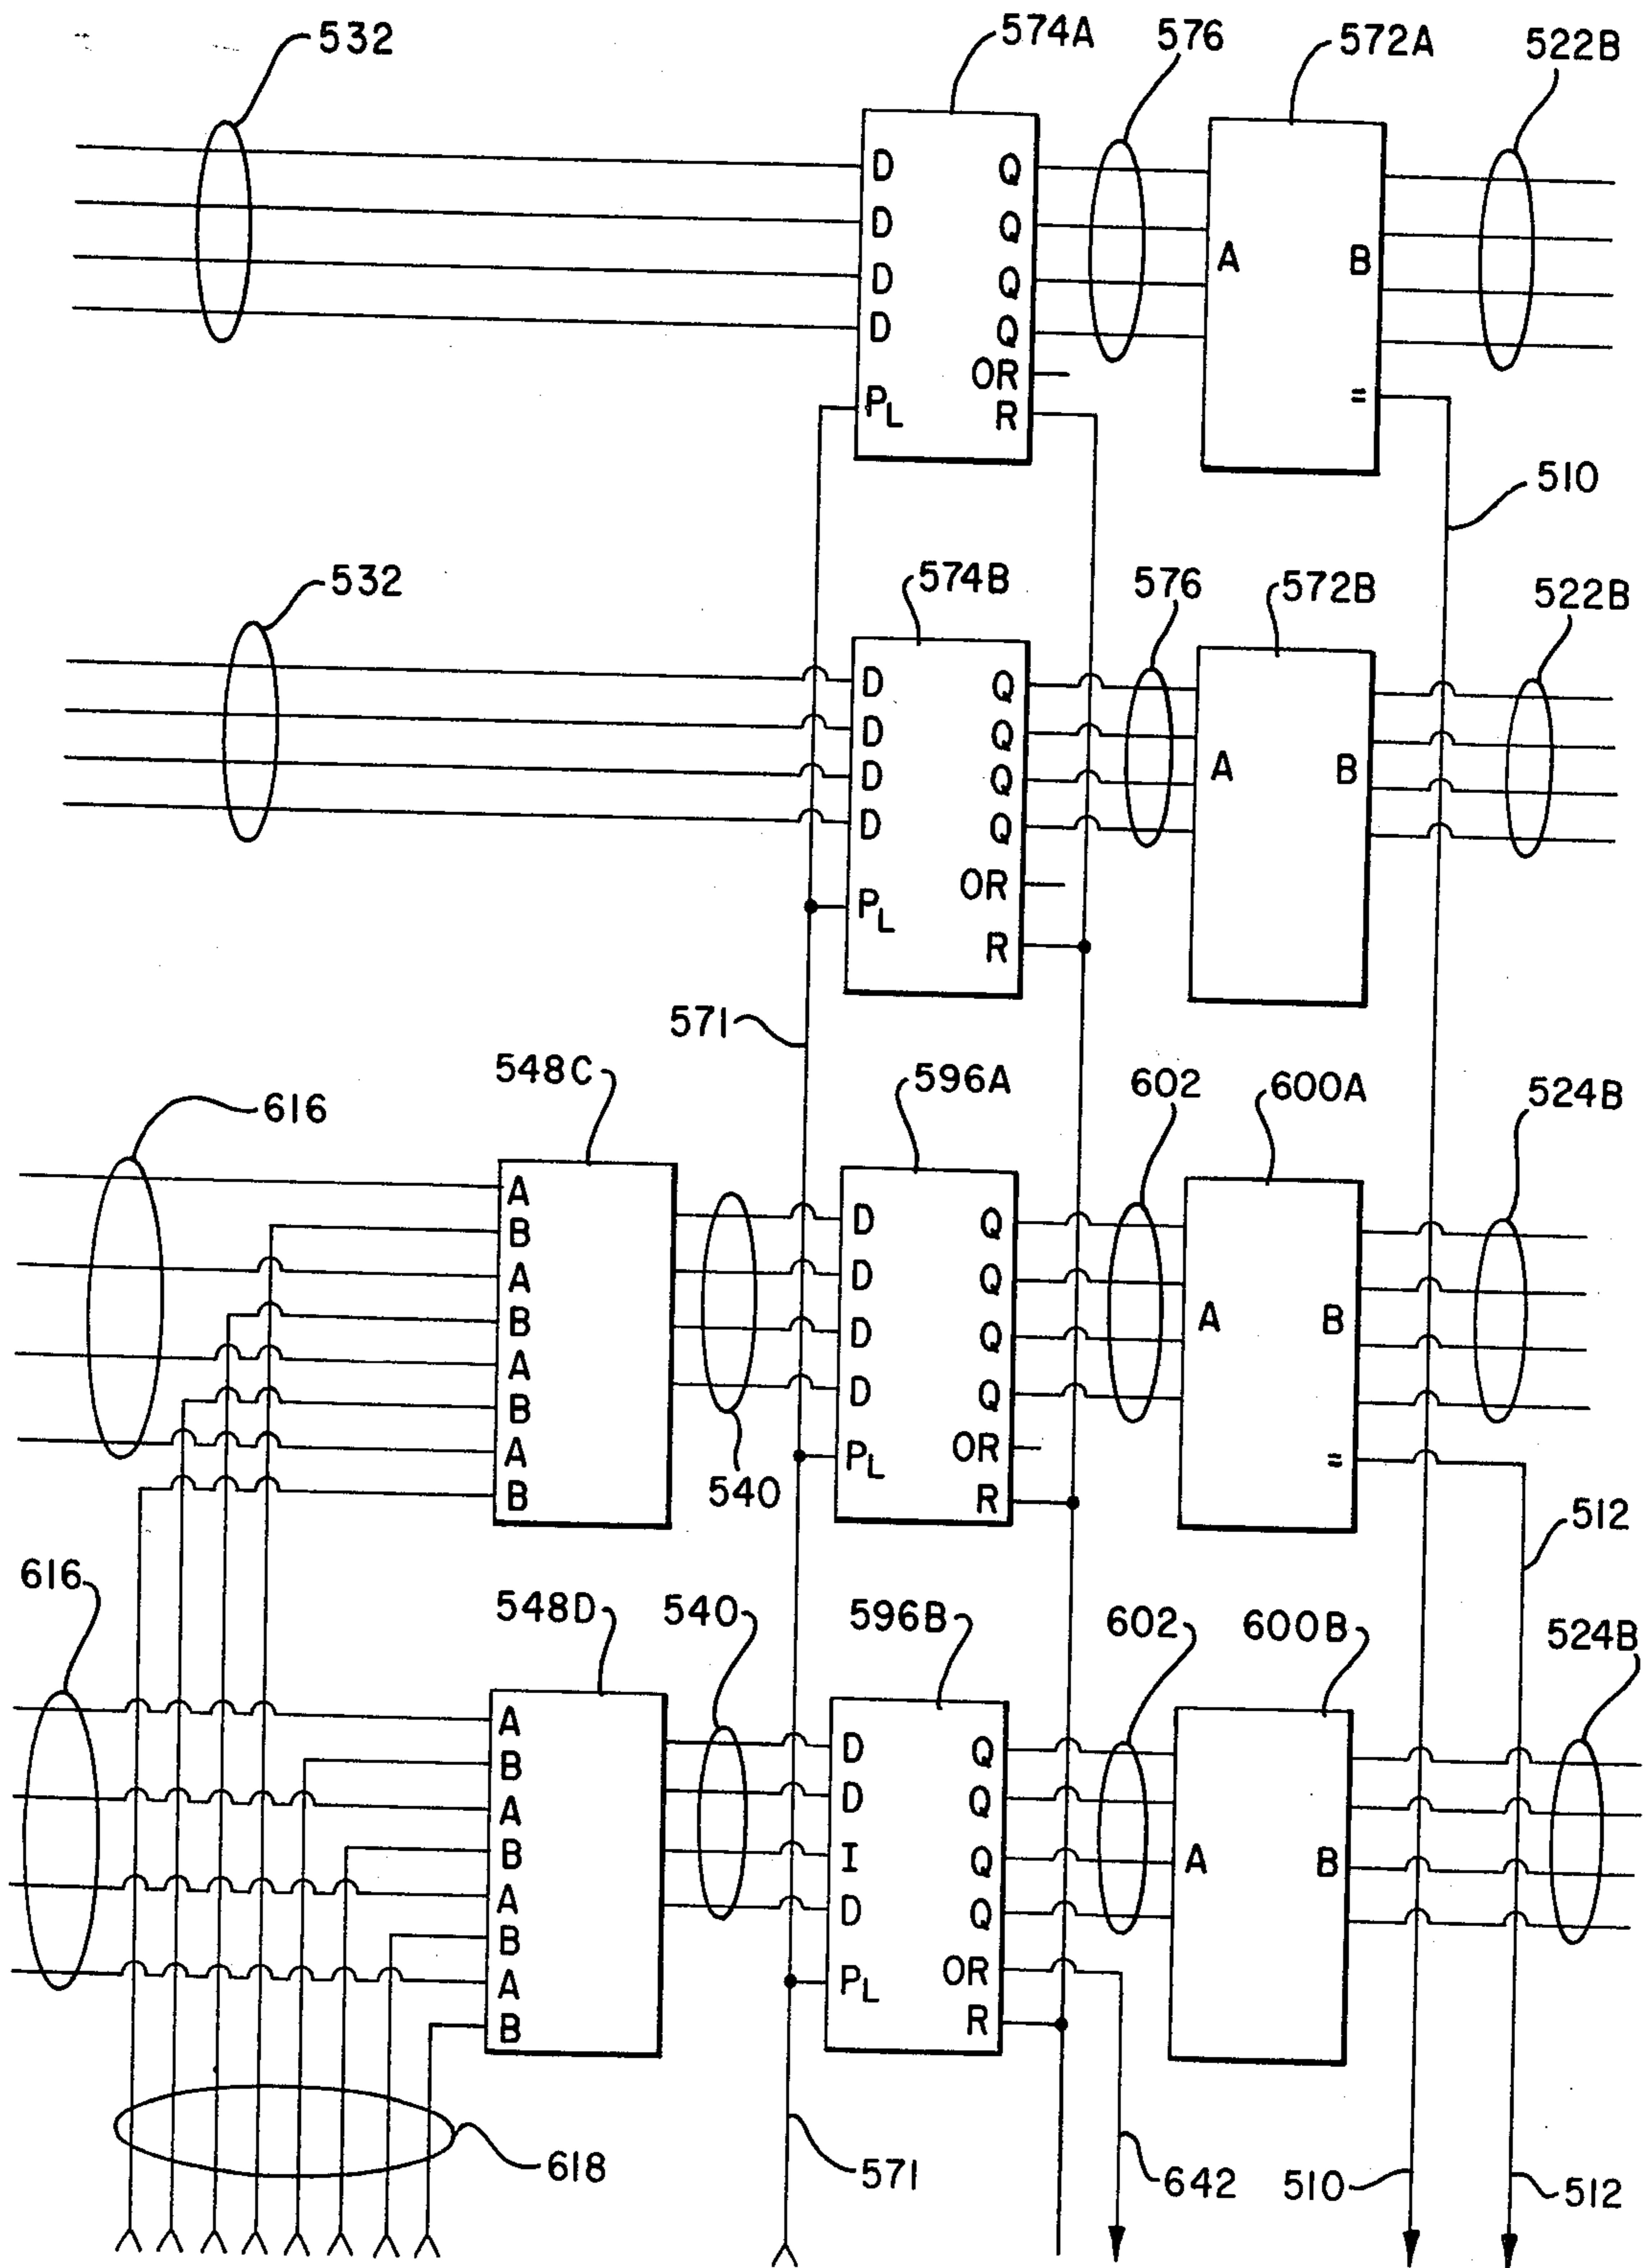 532
574A
576
572A
522B
D Q
D Q A B
D Q
D Q
OR
PL R =
510
532
574B
576
572B
522B
D Q
D Q
D Q A B
D Q
OR
PL
R
571
548C
596A
602
600A
524B
616
A
B D Q
A D Q
B D Q A B
A
B D Q
A PL OR =
B R
540
512
616
548D
540
596B
602
600B
524B
A D Q
B
A D Q
B I Q A B
A D Q
B
A PL OR
B R
618
571
642
510
512